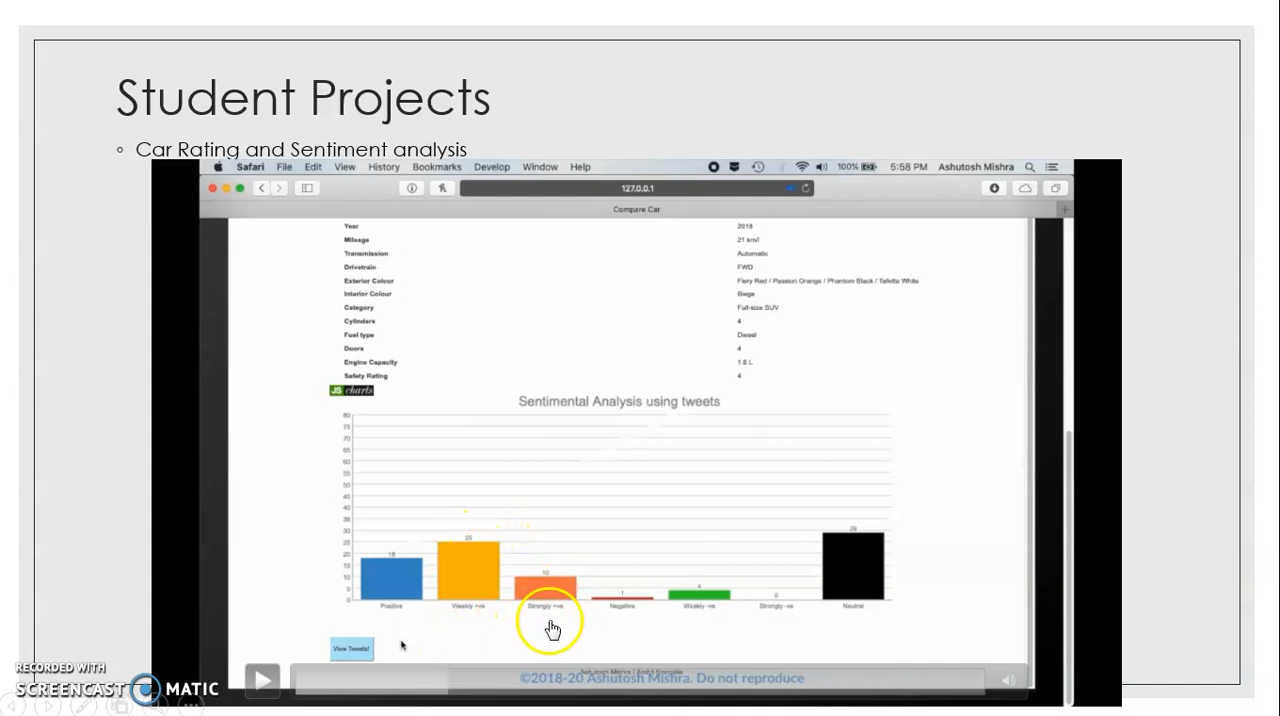 Student Projects
Car Rating and Sentiment analysis
Safari File Edit View History Bookmarks Develop Window Help 100% 5:58 PM Ashutosh Mishra
127.0.0.1
Compare Car
Year 2018
Mileage 21 km/l
Transmission Automatic
Drivetrain FWD
Exterior Colour Fiery Red / Passion Orange / Phantom Black / Tafetta White
Interior Colour Biege
Category Full-size SUV
Cylinders 4
Fuel type Diesel
Doors 4
Engine Capacity 1.6 L
Safety Rating 4
JS charts
Sentimental Analysis using tweets
80
75
70
65
60
55
50
45
40
35
30
25
20
15
10
5
0
18 25 10 1 4 0 29
Positive Weakly +ve Strongly +ve Negative Weakly -ve Strongly -ve Neutral
View Tweets!
Ashutosh Mishra |
©2018-20 Ashutosh Mishra. Do not reproduce
RECORDED WITH
SCREENCAST MATIC